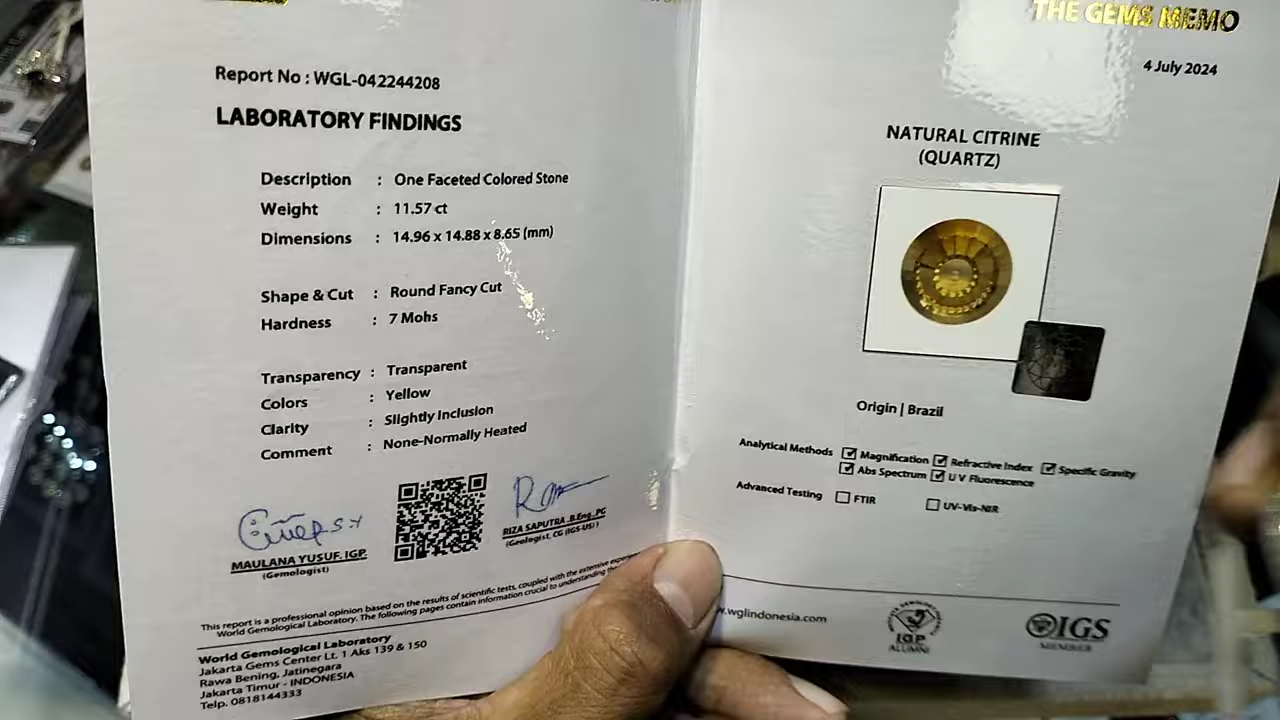 Report No : WGL-042244208
LABORATORY FINDINGS
Description : One Faceted Colored Stone
Weight : 11.57 ct
Dimensions : 14.96 x 14.88 x 8.65 (mm)
Shape & Cut : Round Fancy Cut
Hardness : 7 Mohs
Transparency : Transparent
Colors : Yellow
Clarity : Slightly Inclusion
Comment : None-Normally Heated
MAULANA YUSUF. IGP.
(Gemologist)
RIZA SAPUTRA .B.Eng.,PG
(Geologist, CG (IGS-US) )
This report is a professional opinion based on the results of scientific tests, coupled with the extensive
World Gemological Laboratory. The following pages contain information crucial to understanding
World Gemological Laboratory
Jakarta Gems Center Lt. 1 Aks 139 & 150
Rawa Bening, Jatinegara
Jakarta Timur - INDONESIA
Telp. 0818144333
THE GEMS MEMO
4 July 2024
NATURAL CITRINE
(QUARTZ)
Origin | Brazil
Analytical Methods Magnification Refractive Index Specific Gravity
Abs Spectrum U V Fluorescence
Advanced Testing FTIR UV-Vis-NIR
.wglindonesia.com
I.G.P
ALUMNI
IGS
MEMBER